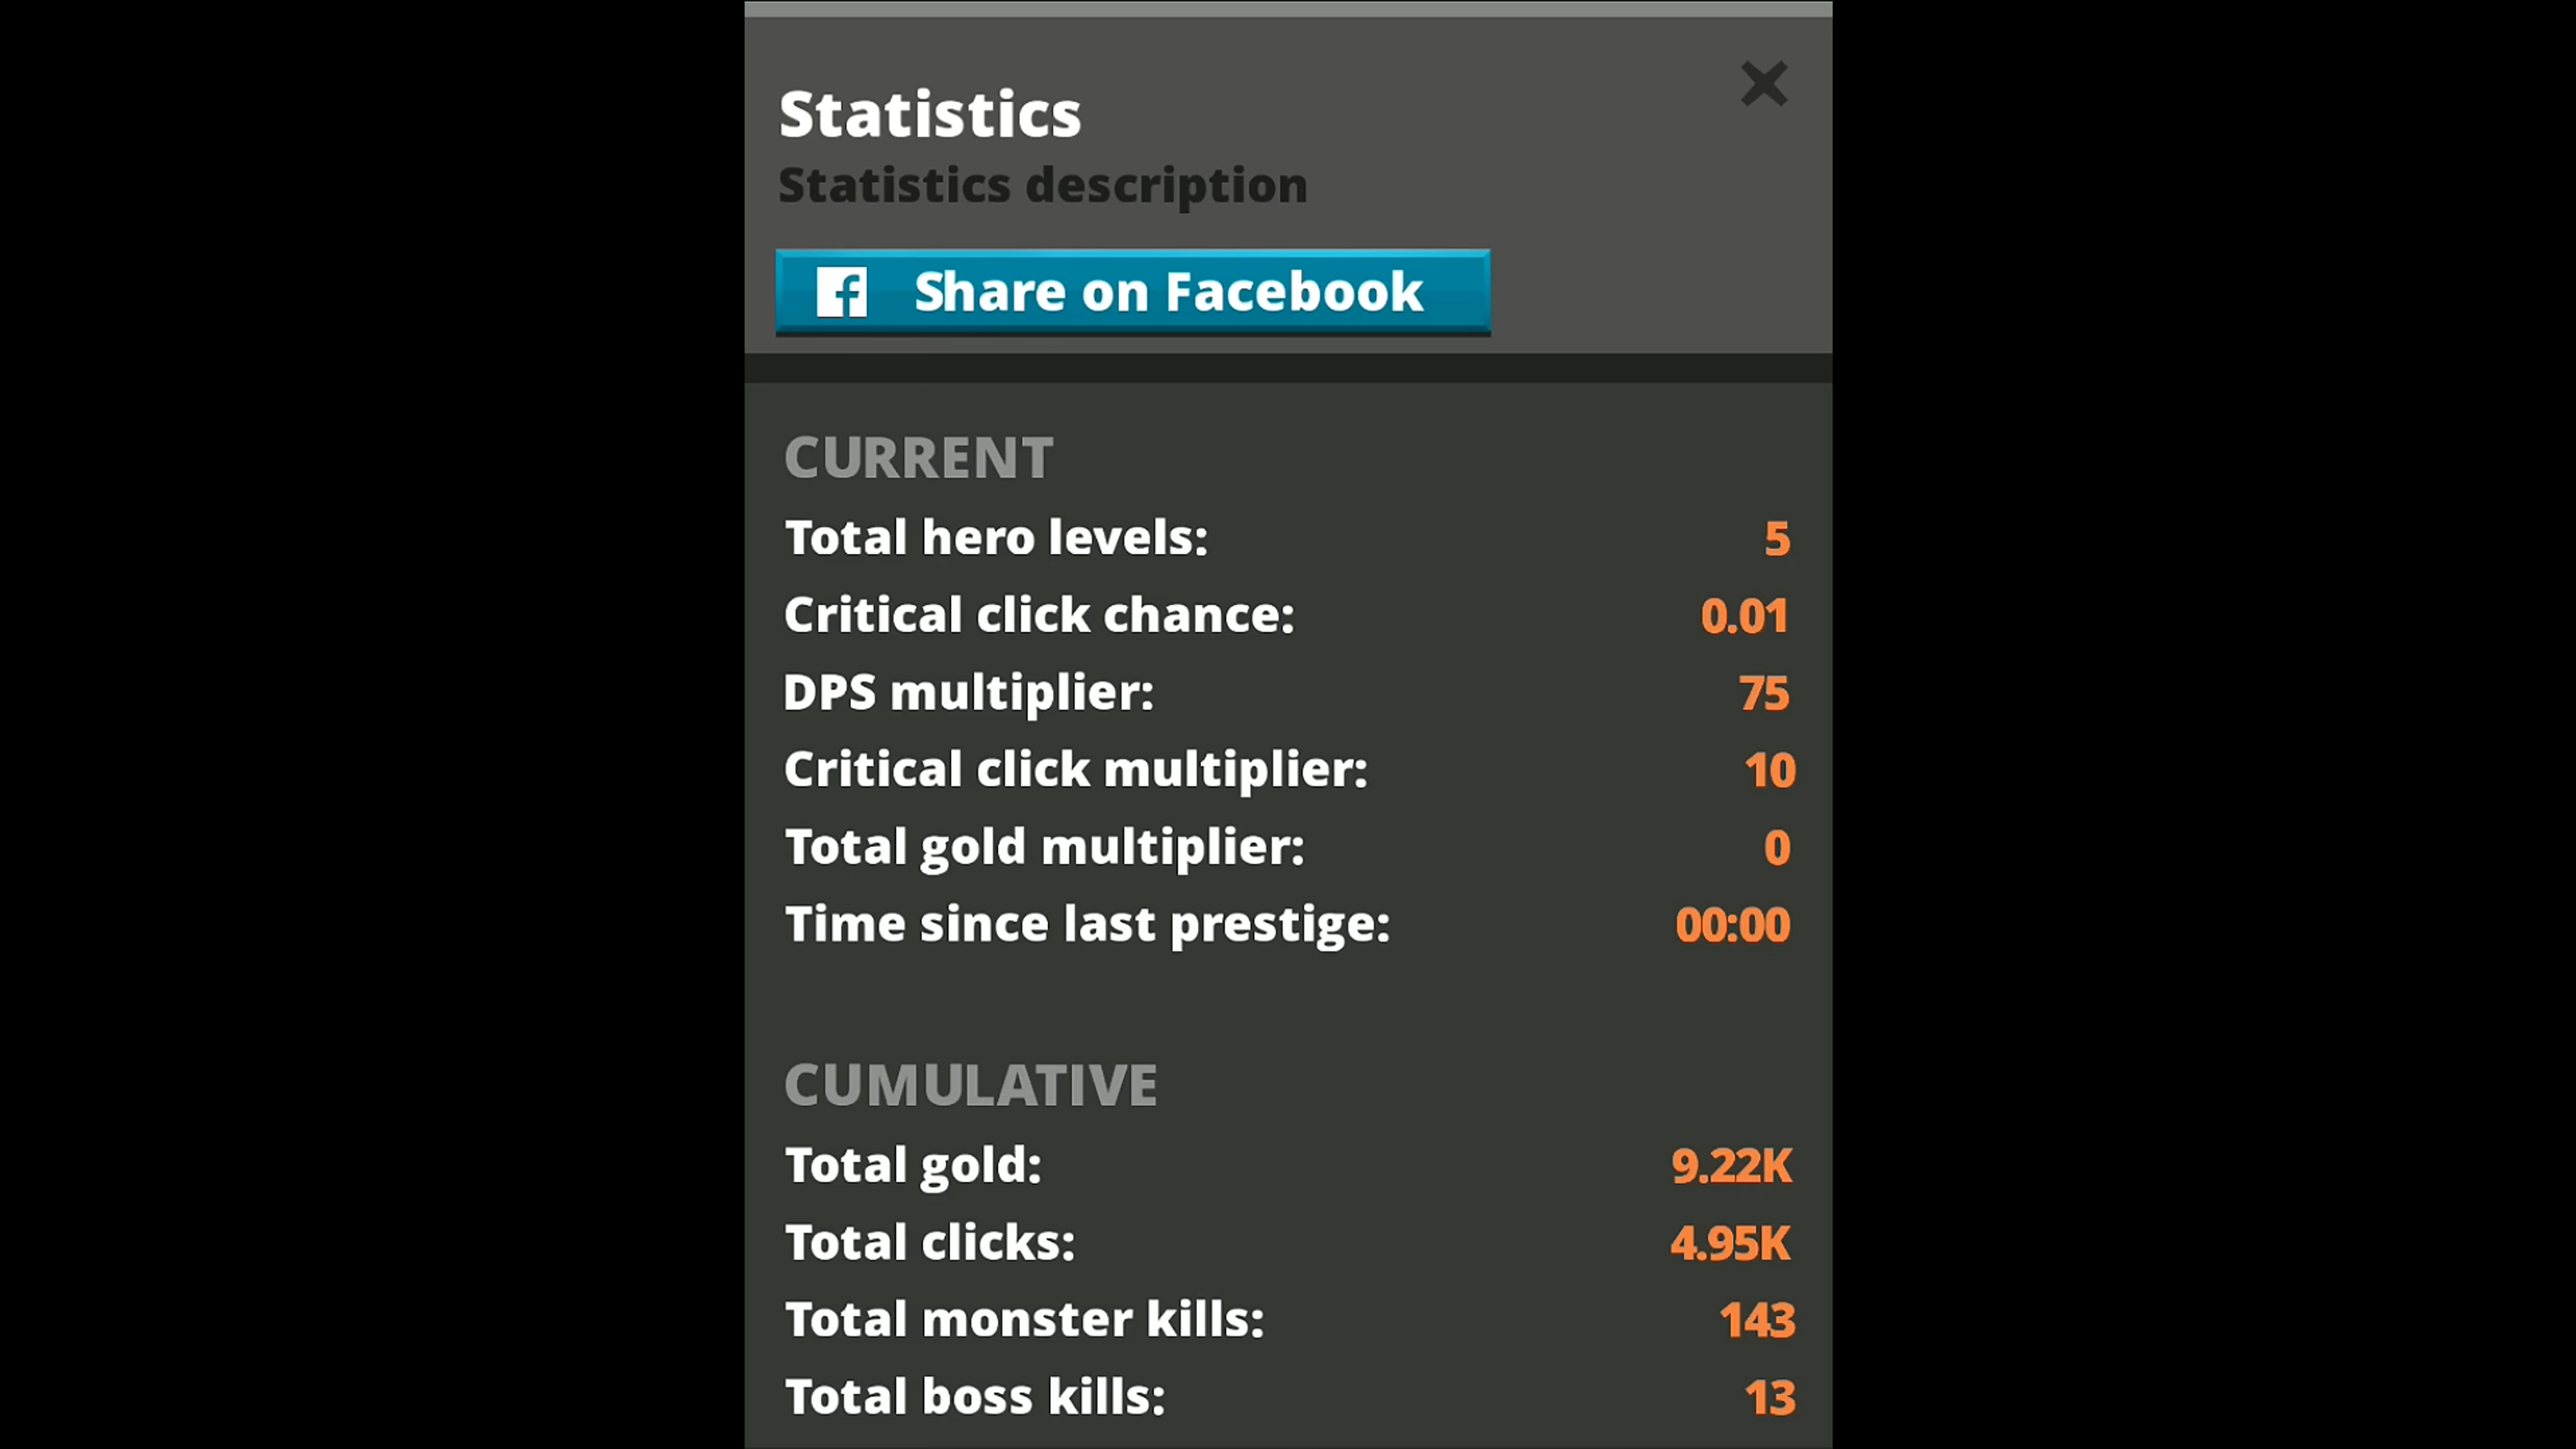 Statistics
Statistics description
Share on Facebook
CURRENT
Total hero levels: 5
Critical click chance: 0.01
DPS multiplier: 75
Critical click multiplier: 10
Total gold multiplier: 0
Time since last prestige: 00:00
CUMULATIVE
Total gold: 9.22K
Total clicks: 4.95K
Total monster kills: 143
Total boss kills: 13